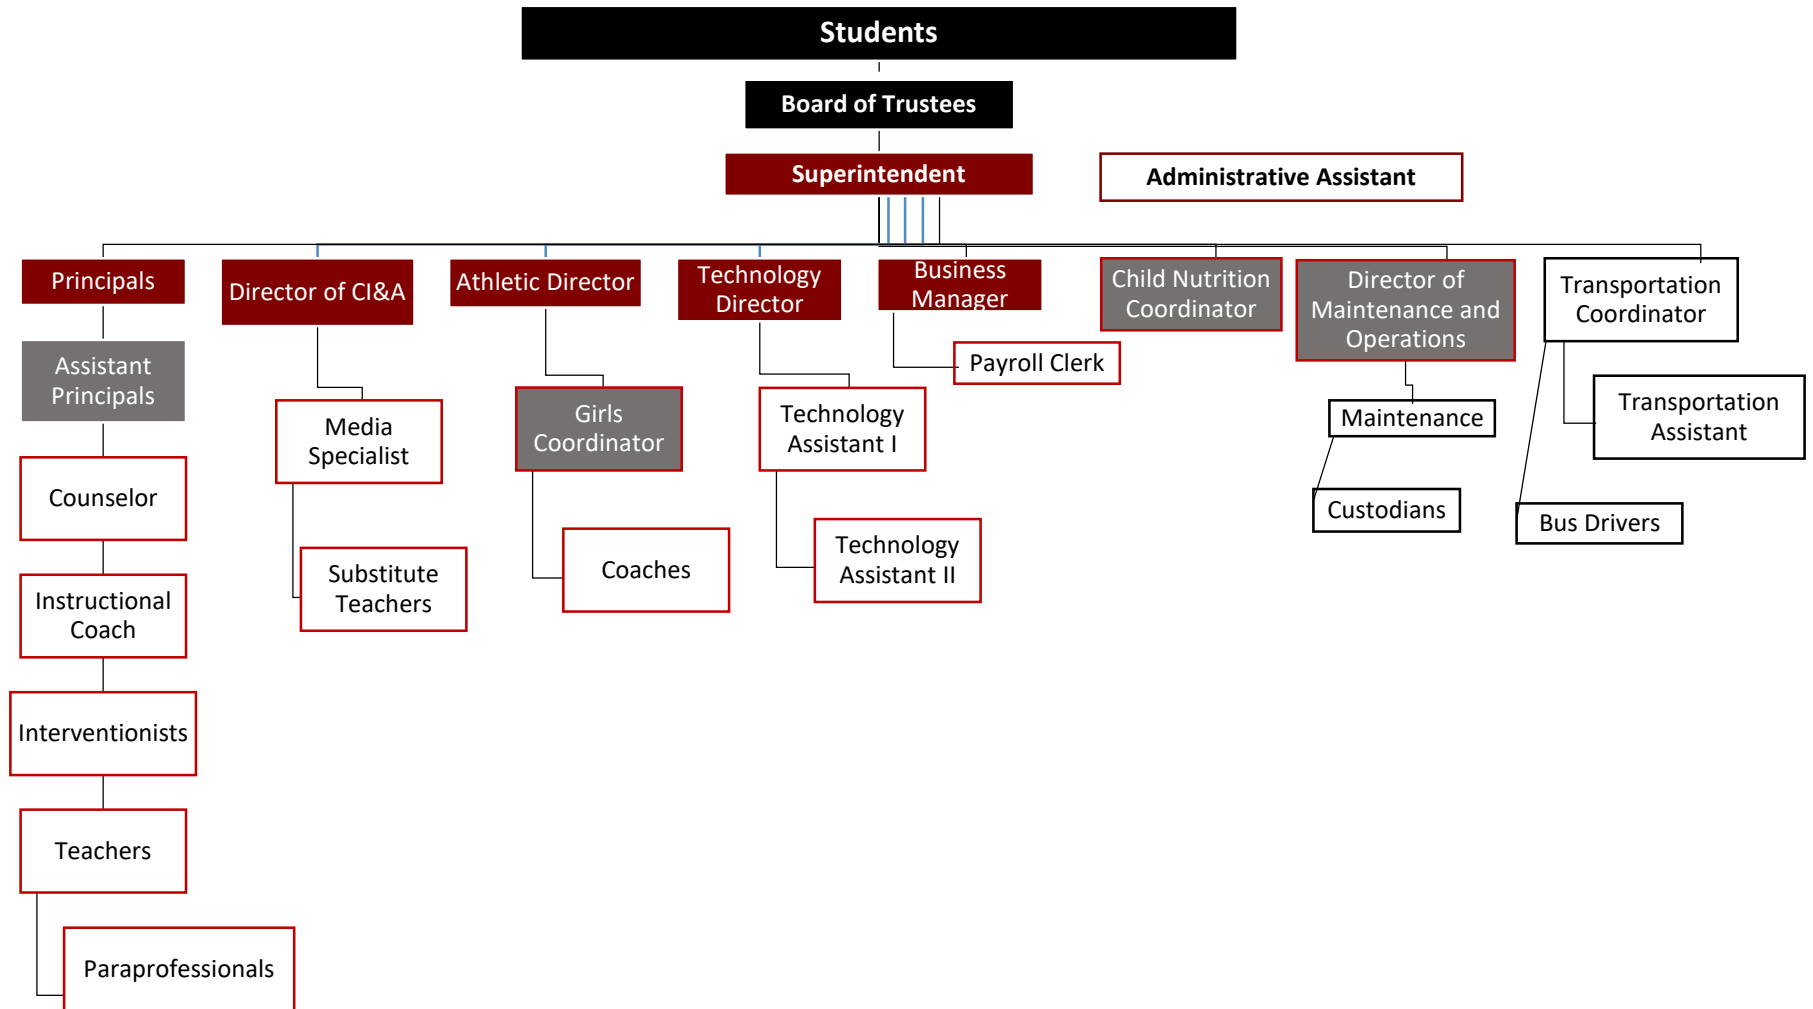 Students
Board of Trustees
Superintendent
Administrative Assistant
Principals
Director of CI&A
Athletic Director
Technology
Director
Business
Manager
Child Nutrition
Coordinator
Director of
Maintenance and
Operations
Transportation
Coordinator
Assistant
Principals
Payroll Clerk
Media
Specialist
Girls
Coordinator
Technology
Assistant I
Maintenance
Transportation
Assistant
Counselor
Custodians
Bus Drivers
Substitute
Teachers
Coaches
Technology
Assistant II
Instructional
Coach
Interventionists
Teachers
Paraprofessionals